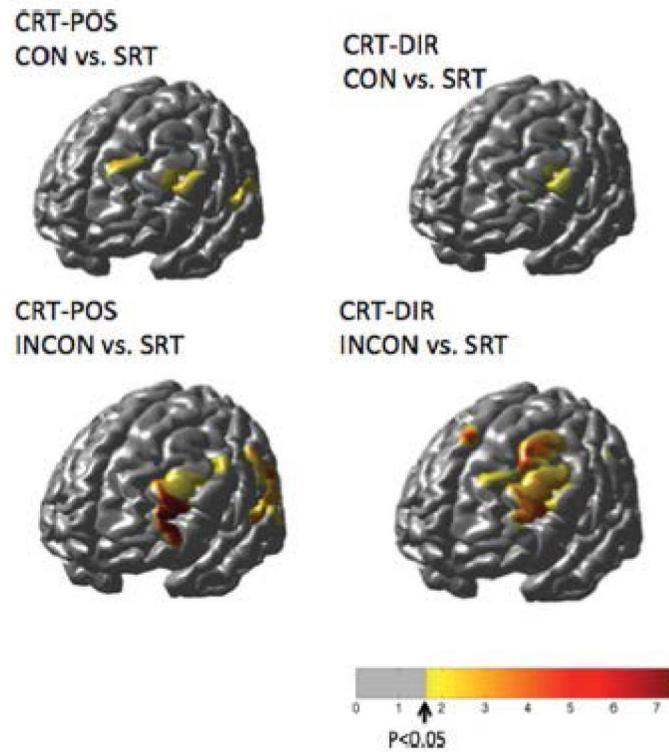 CRT-POS
CON vs. SRT
CRT-DIR
CON vs. SRT
CRT-POS
INCON vs. SRT
CRT-DIR
INCON vs. SRT
0 1 2 3 4 5 6 7
P<0.05